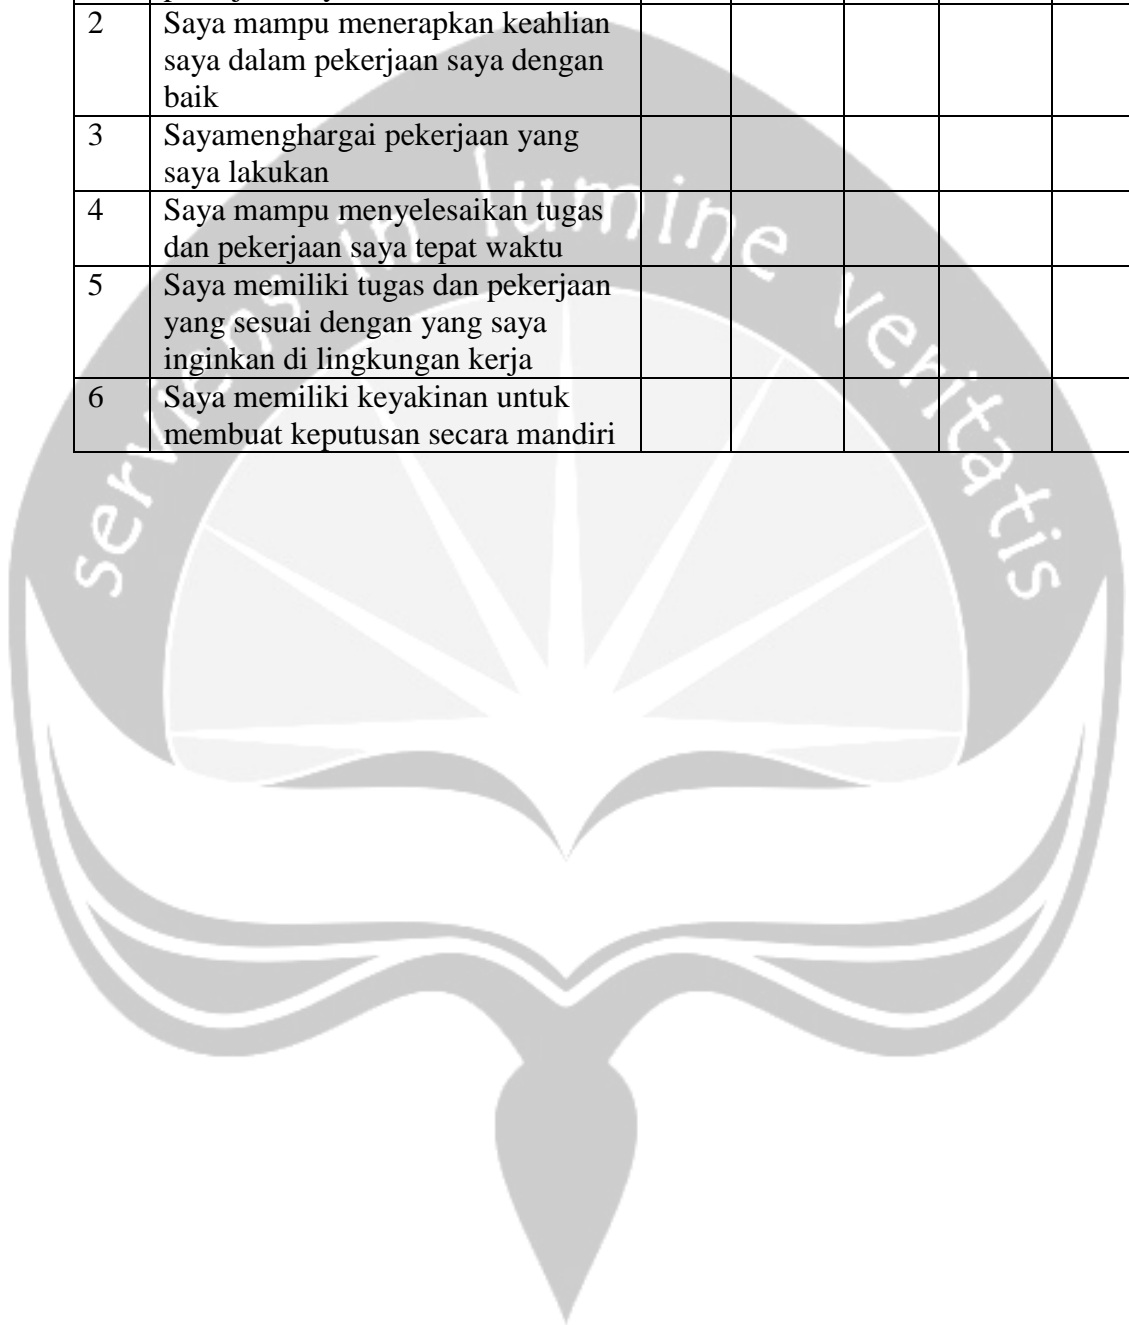 2 Saya mampu menerapkan keahlian
saya dalam pekerjaan saya dengan
baik
3 Sayamenghargai pekerjaan yang
saya lakukan
4 Saya mampu menyelesaikan tugas
dan pekerjaan saya tepat waktu
5 Saya memiliki tugas dan pekerjaan
yang sesuai dengan yang saya
inginkan di lingkungan kerja
6 Saya memiliki keyakinan untuk
membuat keputusan secara mandiri
serviens in lumine veritatis